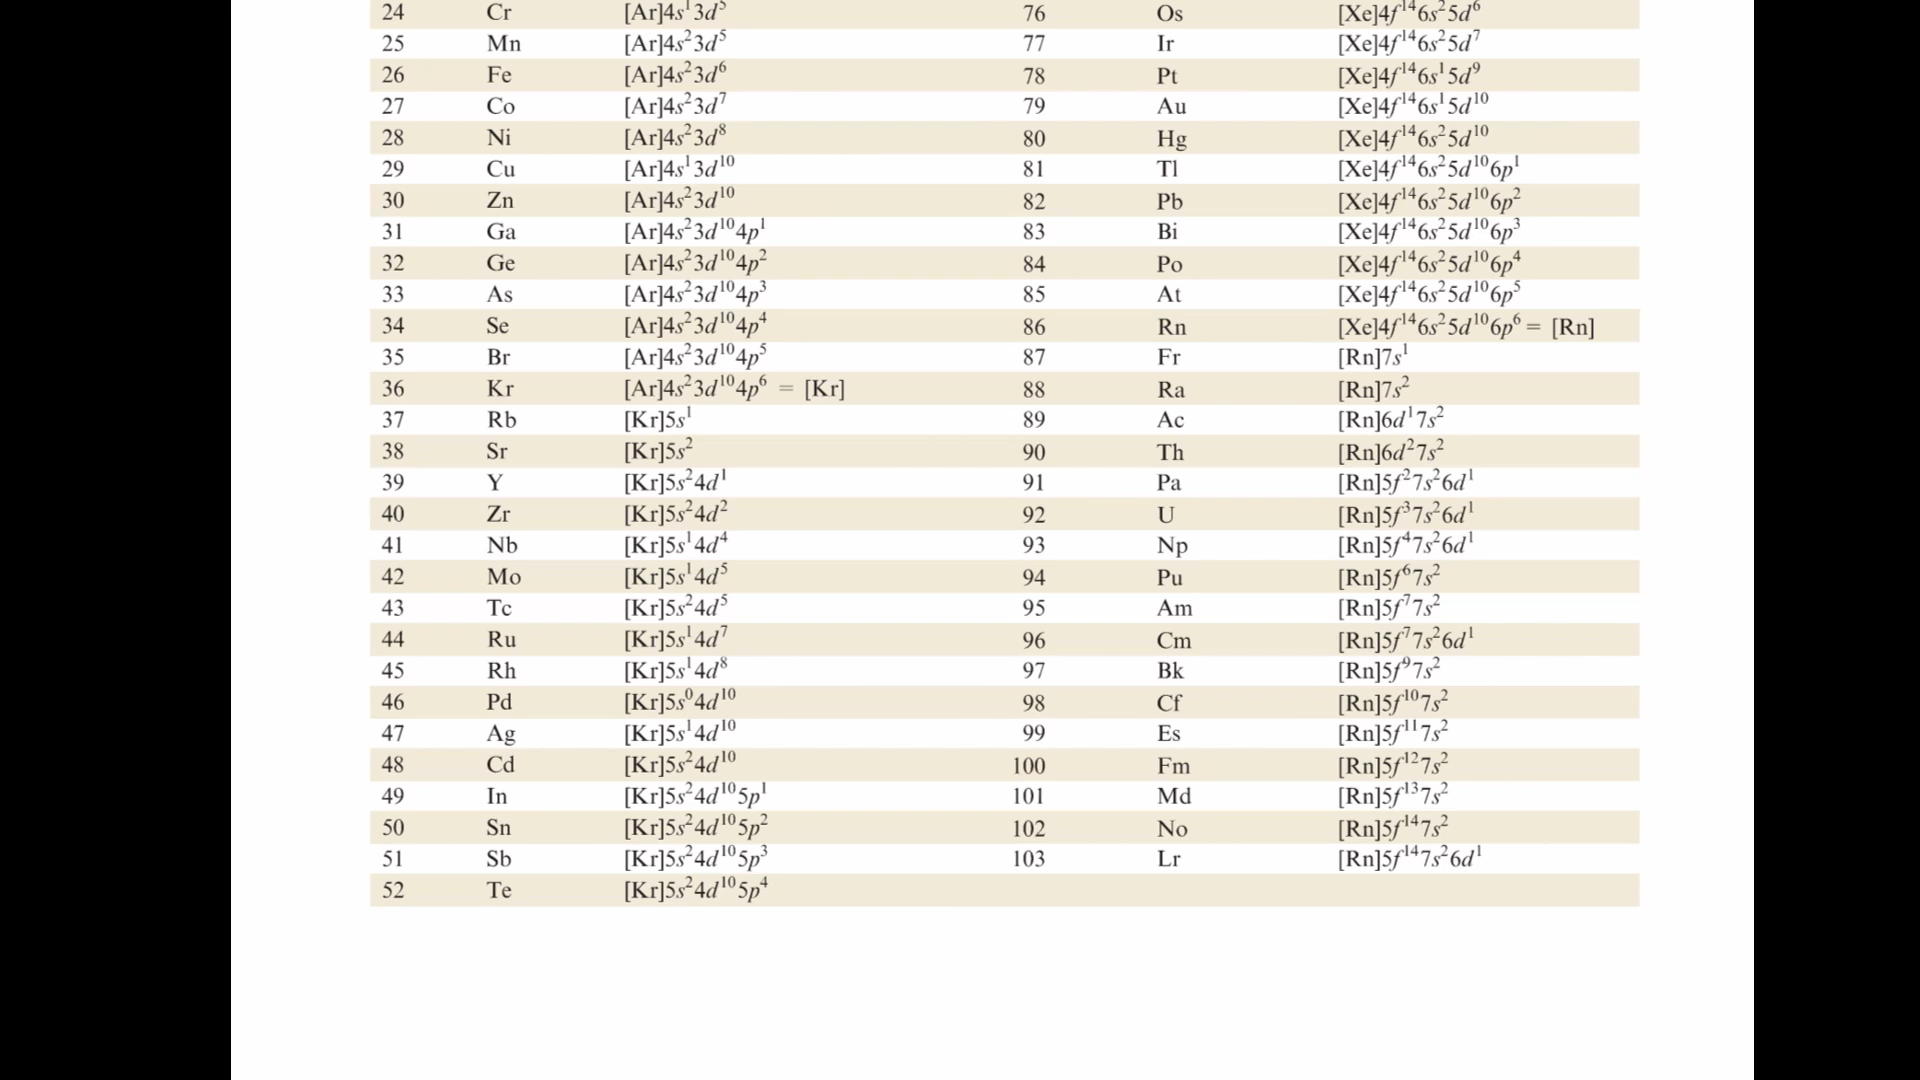 24 Cr [Ar]4s¹3d⁵ 76 Os [Xe]4f¹⁴6s²5d⁶
25 Mn [Ar]4s²3d⁵ 77 Ir [Xe]4f¹⁴6s²5d⁷
26 Fe [Ar]4s²3d⁶ 78 Pt [Xe]4f¹⁴6s¹5d⁹
27 Co [Ar]4s²3d⁷ 79 Au [Xe]4f¹⁴6s¹5d¹⁰
28 Ni [Ar]4s²3d⁸ 80 Hg [Xe]4f¹⁴6s²5d¹⁰
29 Cu [Ar]4s¹3d¹⁰ 81 Tl [Xe]4f¹⁴6s²5d¹⁰6p¹
30 Zn [Ar]4s²3d¹⁰ 82 Pb [Xe]4f¹⁴6s²5d¹⁰6p²
31 Ga [Ar]4s²3d¹⁰4p¹ 83 Bi [Xe]4f¹⁴6s²5d¹⁰6p³
32 Ge [Ar]4s²3d¹⁰4p² 84 Po [Xe]4f¹⁴6s²5d¹⁰6p⁴
33 As [Ar]4s²3d¹⁰4p³ 85 At [Xe]4f¹⁴6s²5d¹⁰6p⁵
34 Se [Ar]4s²3d¹⁰4p⁴ 86 Rn [Xe]4f¹⁴6s²5d¹⁰6p⁶ = [Rn]
35 Br [Ar]4s²3d¹⁰4p⁵ 87 Fr [Rn]7s¹
36 Kr [Ar]4s²3d¹⁰4p⁶ = [Kr] 88 Ra [Rn]7s²
37 Rb [Kr]5s¹ 89 Ac [Rn]6d¹7s²
38 Sr [Kr]5s² 90 Th [Rn]6d²7s²
39 Y [Kr]5s²4d¹ 91 Pa [Rn]5f²7s²6d¹
40 Zr [Kr]5s²4d² 92 U [Rn]5f³7s²6d¹
41 Nb [Kr]5s¹4d⁴ 93 Np [Rn]5f⁴7s²6d¹
42 Mo [Kr]5s¹4d⁵ 94 Pu [Rn]5f⁶7s²
43 Tc [Kr]5s²4d⁵ 95 Am [Rn]5f⁷7s²
44 Ru [Kr]5s¹4d⁷ 96 Cm [Rn]5f⁷7s²6d¹
45 Rh [Kr]5s¹4d⁸ 97 Bk [Rn]5f⁹7s²
46 Pd [Kr]5s⁰4d¹⁰ 98 Cf [Rn]5f¹⁰7s²
47 Ag [Kr]5s¹4d¹⁰ 99 Es [Rn]5f¹¹7s²
48 Cd [Kr]5s²4d¹⁰ 100 Fm [Rn]5f¹²7s²
49 In [Kr]5s²4d¹⁰5p¹ 101 Md [Rn]5f¹³7s²
50 Sn [Kr]5s²4d¹⁰5p² 102 No [Rn]5f¹⁴7s²
51 Sb [Kr]5s²4d¹⁰5p³ 103 Lr [Rn]5f¹⁴7s²6d¹
52 Te [Kr]5s²4d¹⁰5p⁴